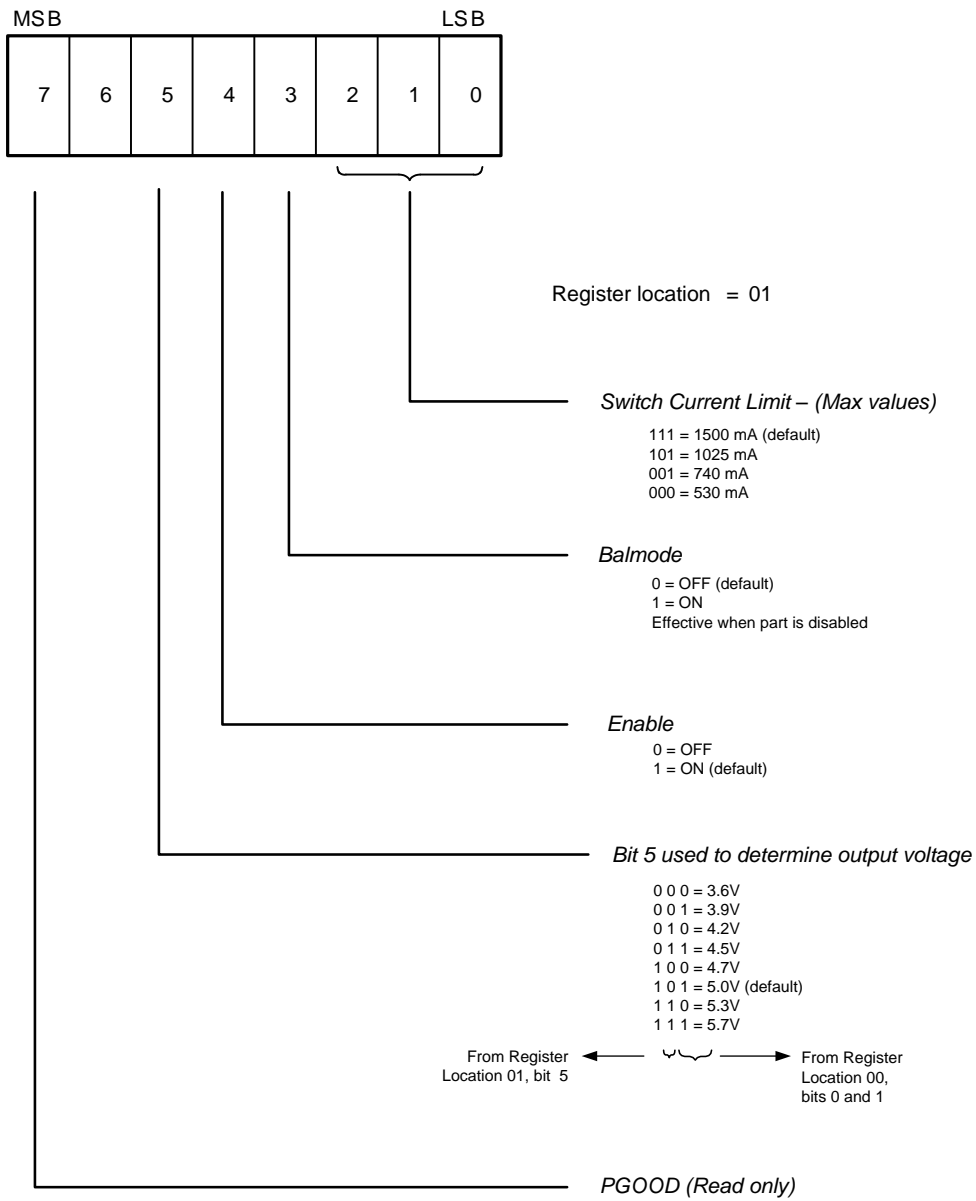 MSB LSB
7 6 5 4 3 2 1 0
Register location = 01
Switch Current Limit – (Max values)
111 = 1500 mA (default)
101 = 1025 mA
001 = 740 mA
000 = 530 mA
Balmode
0 = OFF (default)
1 = ON
Effective when part is disabled
Enable
0 = OFF
1 = ON (default)
Bit 5 used to determine output voltage
0 0 0 = 3.6V
0 0 1 = 3.9V
0 1 0 = 4.2V
0 1 1 = 4.5V
1 0 0 = 4.7V
1 0 1 = 5.0V (default)
1 1 0 = 5.3V
1 1 1 = 5.7V
From Register
Location 01, bit 5
From Register
Location 00,
bits 0 and 1
PGOOD (Read only)